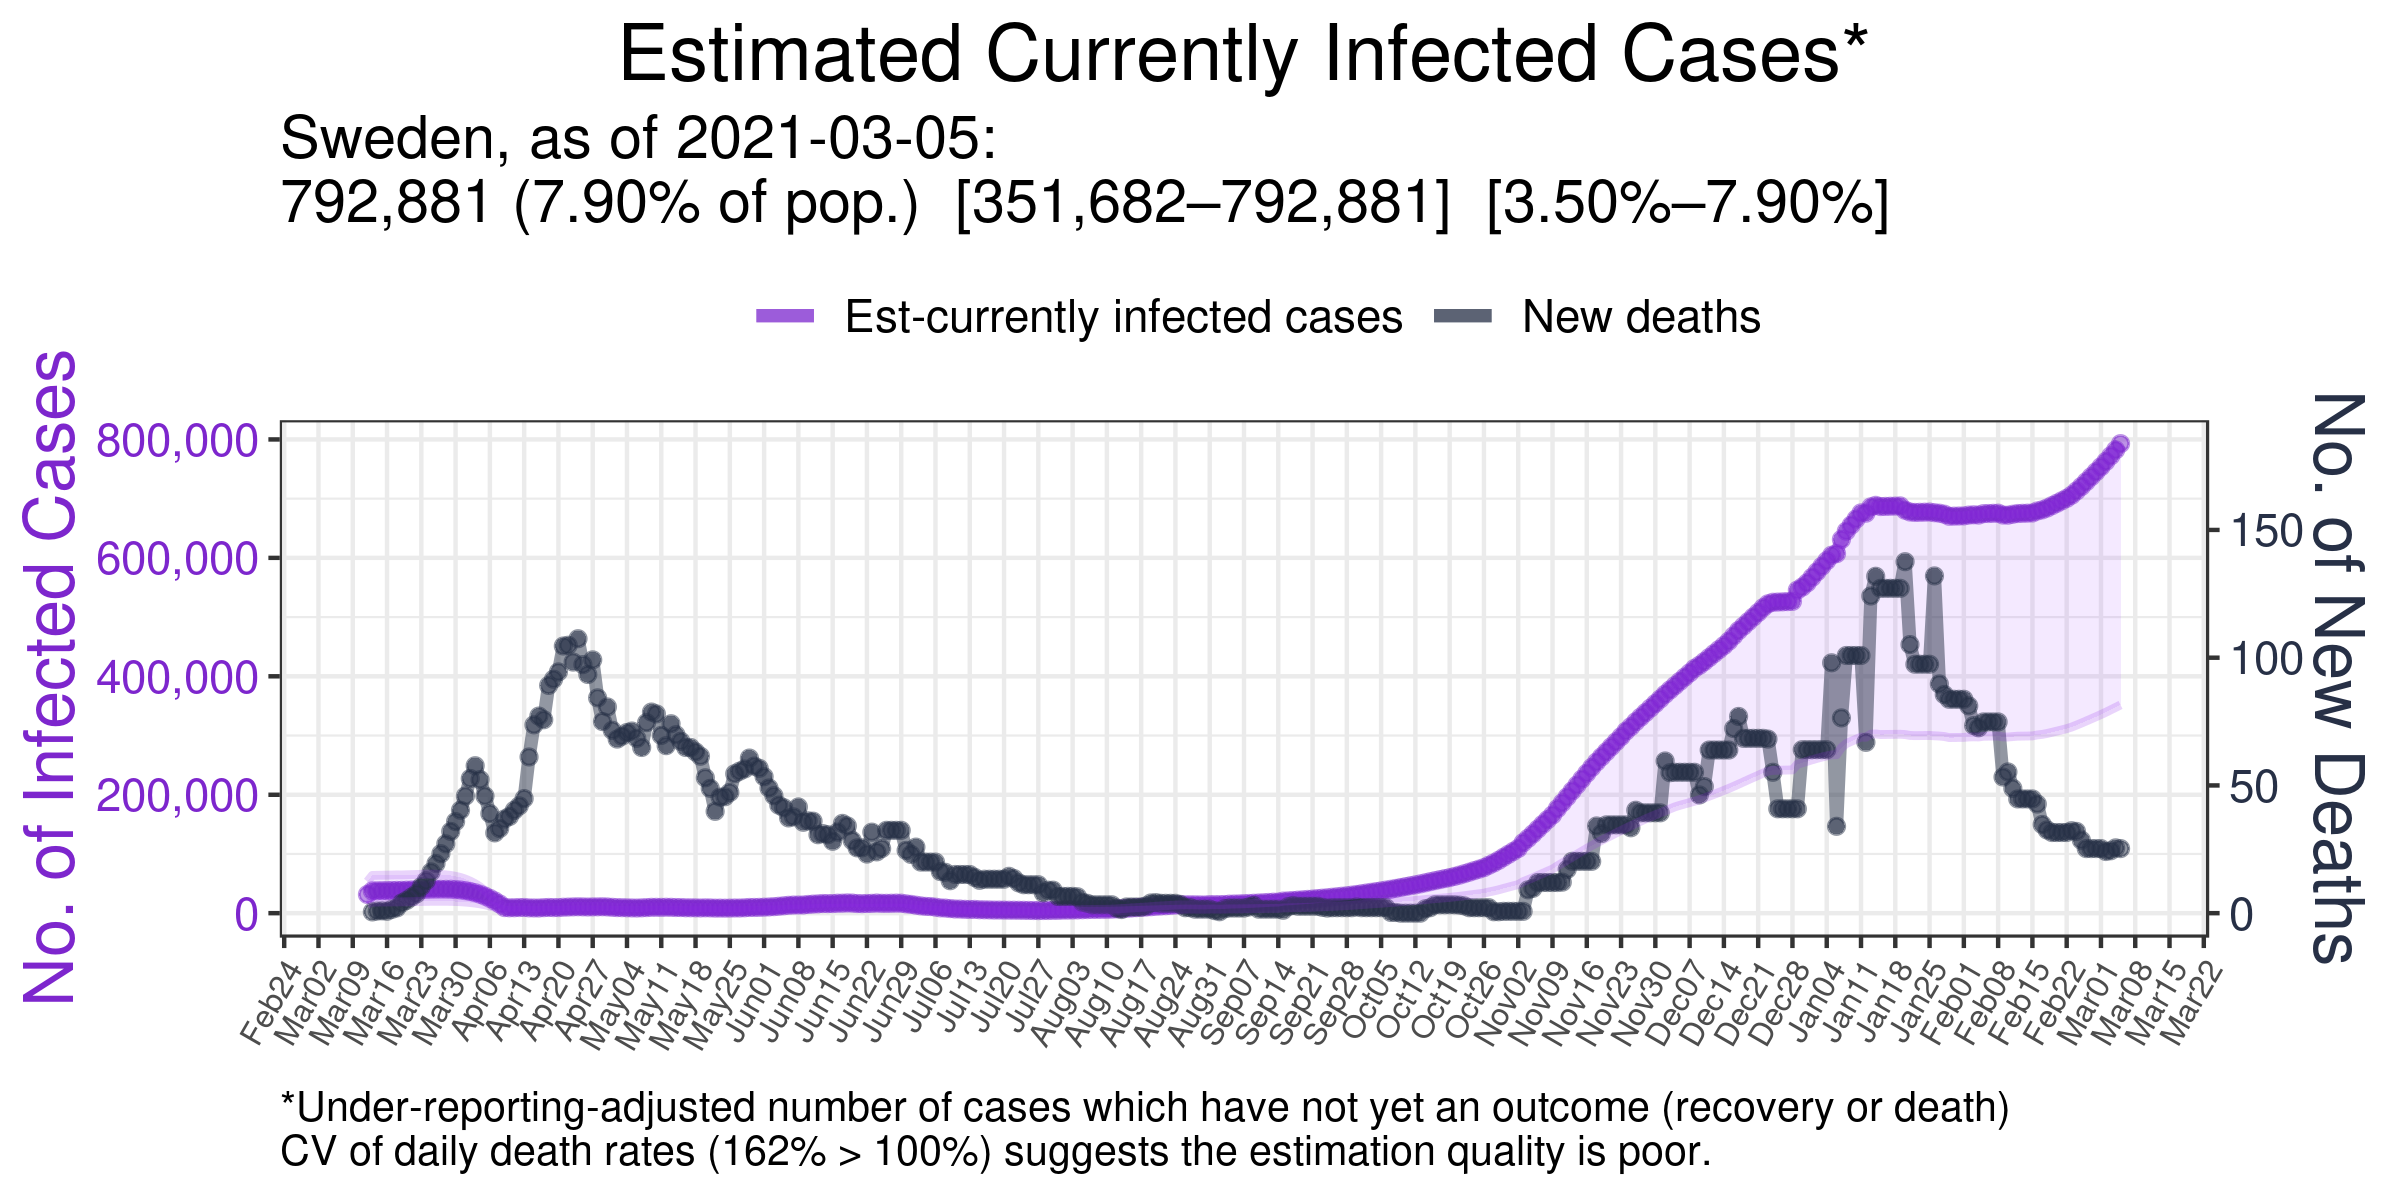 Estimated Currently Infected Cases*
Sweden, as of 2021-03-05:
792,881 (7.90% of pop.) [351,682–792,881] [3.50%–7.90%]
Est-currently infected cases New deaths
No. of Infected Cases
800,000
600,000
400,000
200,000
0
150
100
50
0
No. of New Deaths
Feb24 Mar02 Mar09 Mar16 Mar23 Mar30 Apr06 Apr13 Apr20 Apr27 May04 May11 May18 May25 Jun01 Jun08 Jun15 Jun22 Jun29 Jul06 Jul13 Jul20 Jul27 Aug03 Aug10 Aug17 Aug24 Aug31 Sep07 Sep14 Sep21 Sep28 Oct05 Oct12 Oct19 Oct26 Nov02 Nov09 Nov16 Nov23 Nov30 Dec07 Dec14 Dec21 Dec28 Jan04 Jan11 Jan18 Jan25 Feb01 Feb08 Feb15 Feb22 Mar01 Mar08 Mar15 Mar22
*Under-reporting-adjusted number of cases which have not yet an outcome (recovery or death)
CV of daily death rates (162% > 100%) suggests the estimation quality is poor.